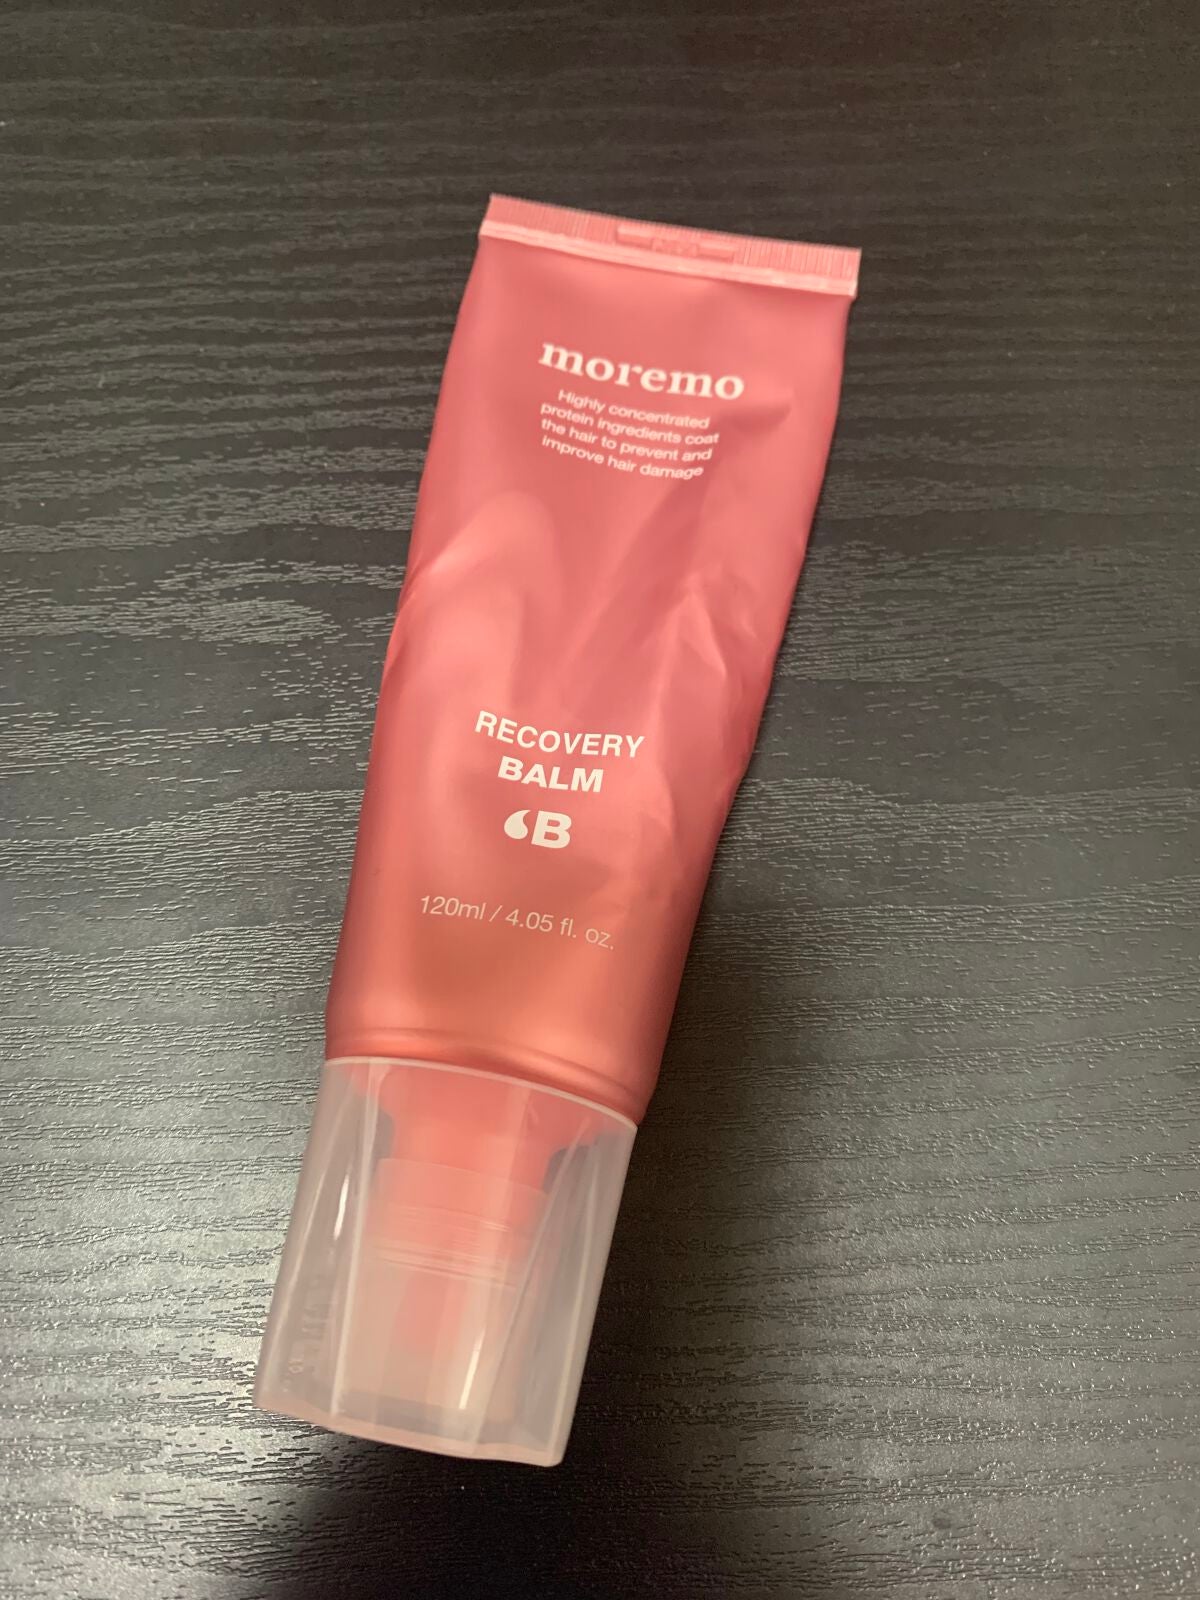 moremo
Highly concentrated
protein ingredients coat
the hair to prevent and
improve hair damage
RECOVERY
BALM
B
120ml / 4.05 fl. oz.